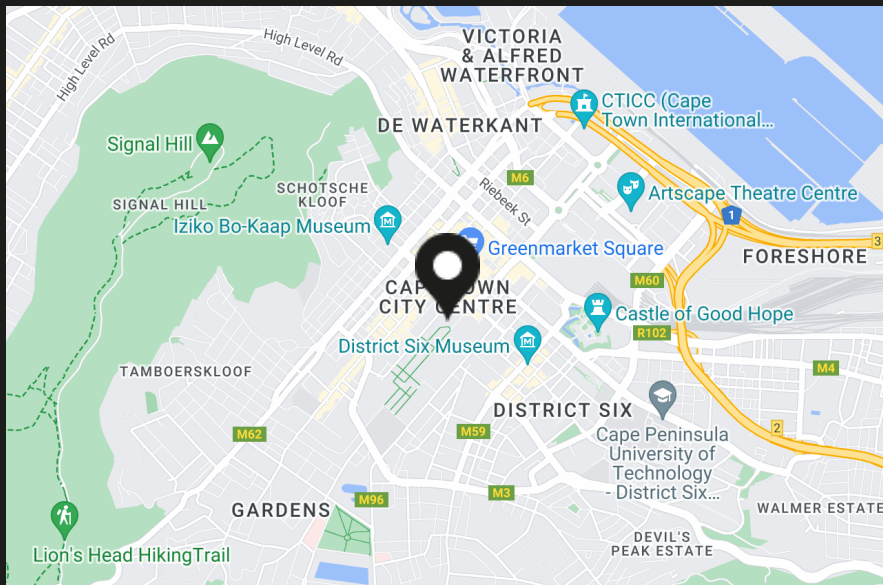 High Level Rd
High Level Rd
VICTORIA
& ALFRED
WATERFRONT
CTICC (Cape
Town International...
DE WATERKANT
Signal Hill
M6
Riebeek St
SCHOTSCHE
KLOOF
Artscape Theatre Centre
SIGNAL HILL
1
Iziko Bo-Kaap Museum
3
Greenmarket Square
FORESHORE
M60
CITY CENTRE
Castle of Good Hope
R102
District Six Museum
M4
TAMBOERSKLOOF
DISTRICT SIX
2
M62
M59
Cape Peninsula
University of
Technology
- District Six...
M3
M96
GARDENS
WALMER ESTATE
DEVIL'S
PEAK ESTATE
Lion's Head HikingTrail